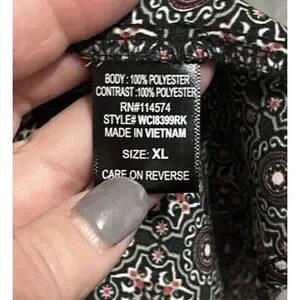 BODY : 100% POLYESTER
CONTRAST :100% POLYESTER
RN#114574
STYLE# WCI8399RK
MADE IN VIETNAM
SIZE: XL
CARE ON REVERSE